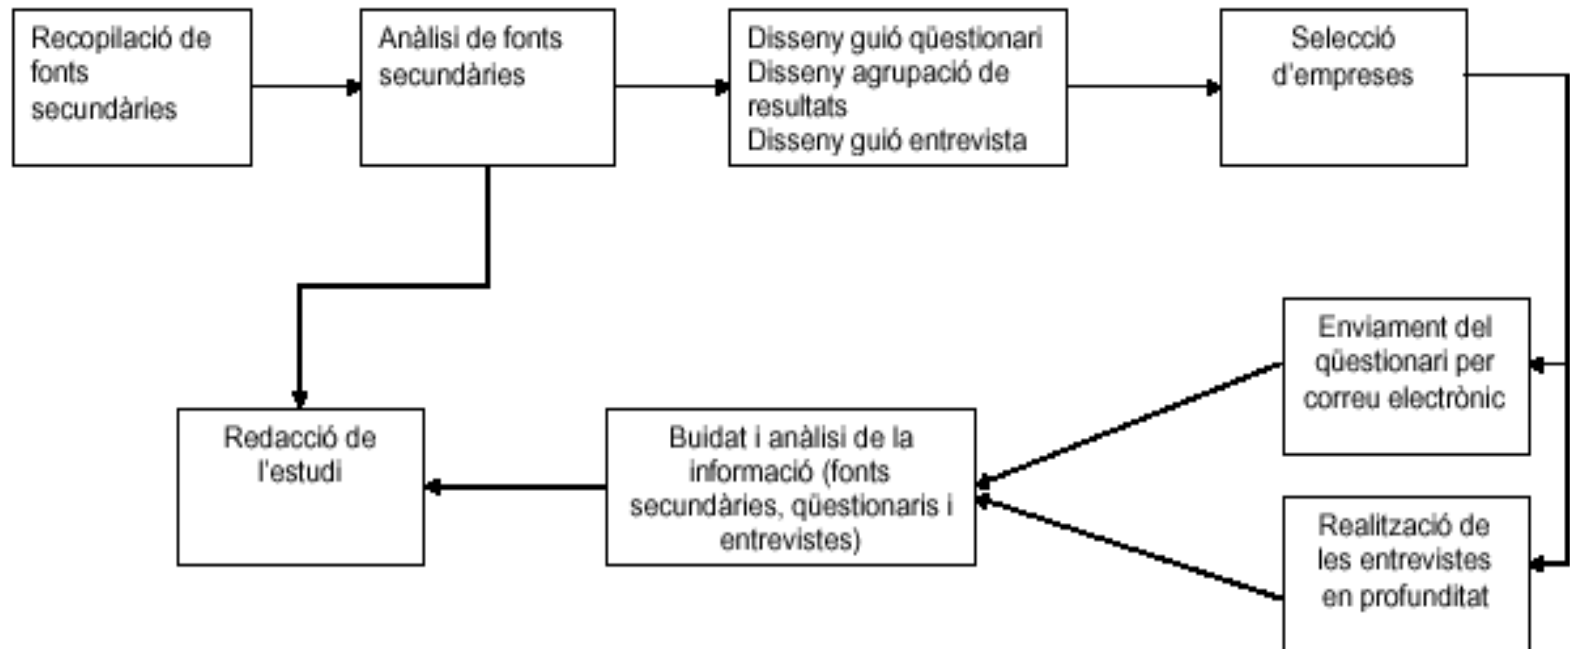 Recopilació de
fonts
secundàries
Anàlisi de fonts
secundàries
Disseny guió qüestionari
Disseny agrupació de
resultats
Disseny guió entrevista
Selecció
d'empreses
Enviament del
qüestionari per
correu electrònic
Redacció de
l'estudi
Buidat i anàlisi de la
informació (fonts
secundàries, qüestionaris i
entrevistes)
Realització de
les entrevistes
en profunditat